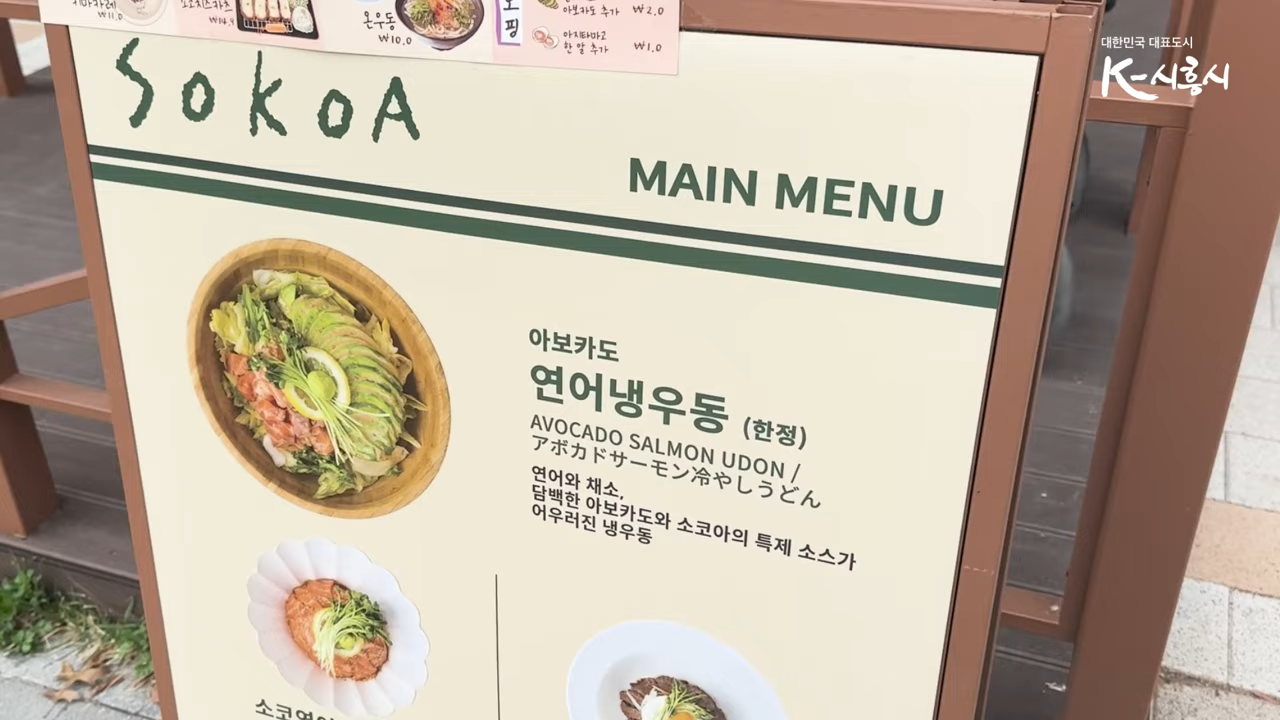 ₩11.0
₩14.4
온우동
₩10.0
토핑
아보카도 추가 ₩2.0
아지타마고
한 알 추가 ₩1.0
대한민국 대표도시
K-시흥시
SOKOA
MAIN MENU
아보카도
연어냉우동 (한정)
AVOCADO SALMON UDON /
アボカドサーモン冷やしうどん
연어와 채소,
담백한 아보카도와 소코아의 특제 소스가
어우러진 냉우동